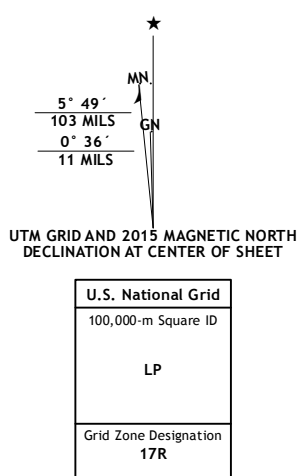 ★
MN
5° 49´
103 MILS
GN
0° 36´
11 MILS
UTM GRID AND 2015 MAGNETIC NORTH
DECLINATION AT CENTER OF SHEET
U.S. National Grid
100,000-m Square ID
LP
Grid Zone Designation
17R